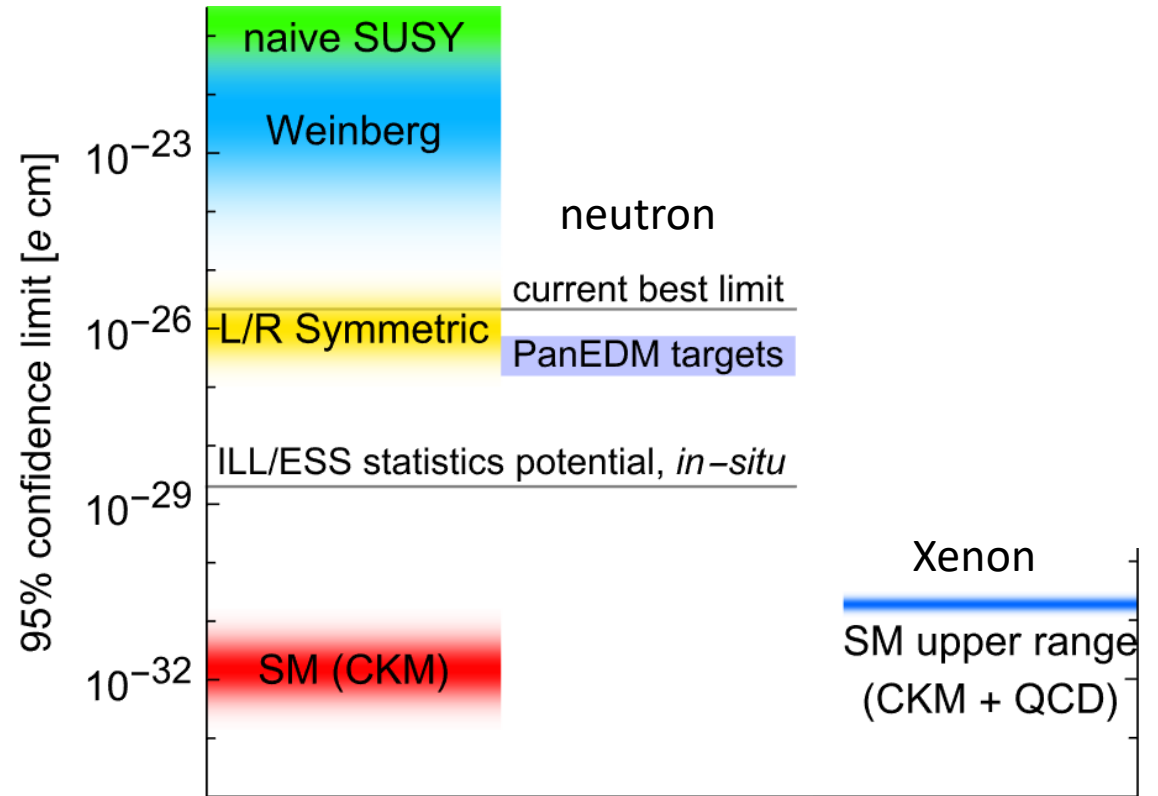 naive SUSY
Weinberg
10−23
neutron
current best limit
10−26
L/R Symmetric
PanEDM targets
ILL/ESS statistics potential, in−situ
10−29
Xenon
SM (CKM)
10−32
SM upper range
(CKM + QCD)
95% confidence limit [e cm]